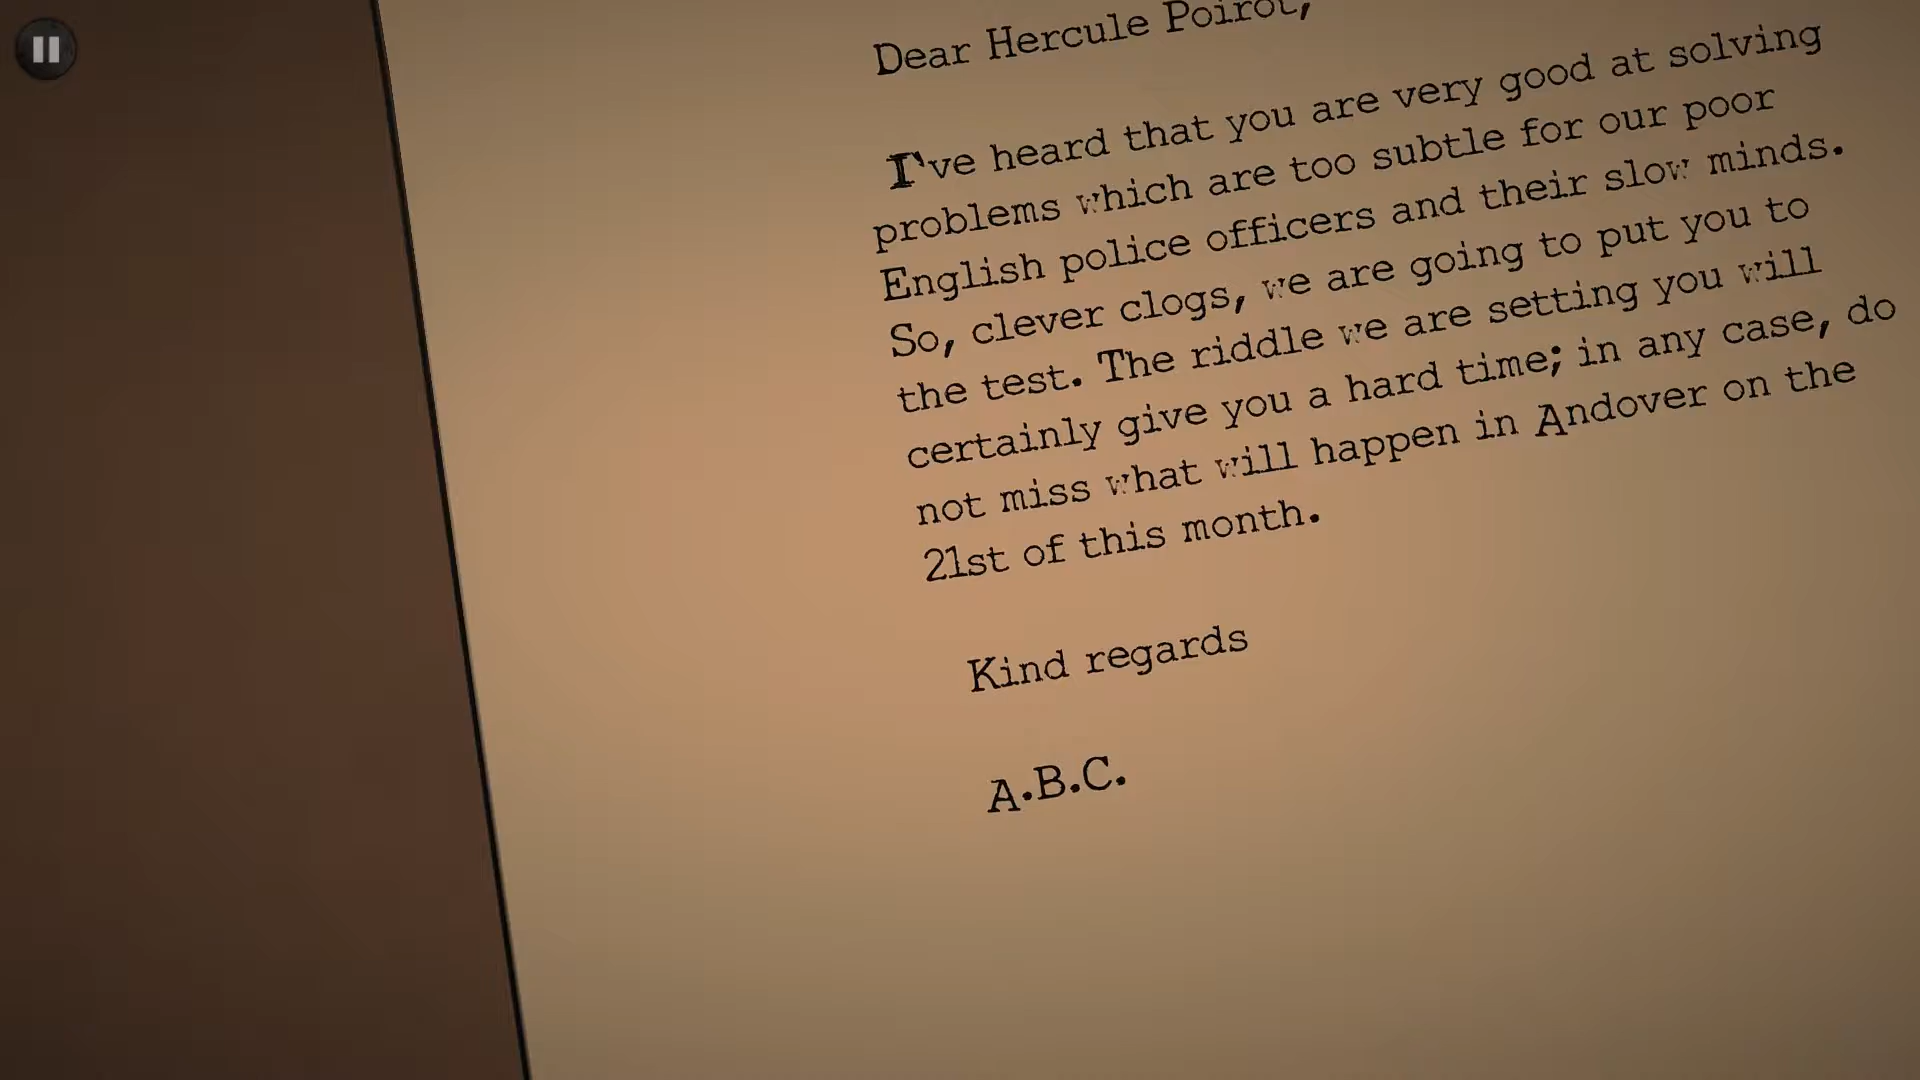 Dear Hercule Poirot,
I've heard that you are very good at solving
problems which are too subtle for our poor
English police officers and their slow minds.
So, clever clogs, we are going to put you to
the test. The riddle we are setting you will
certainly give you a hard time; in any case, do
not miss what will happen in Andover on the
21st of this month.
Kind regards
A.B.C.